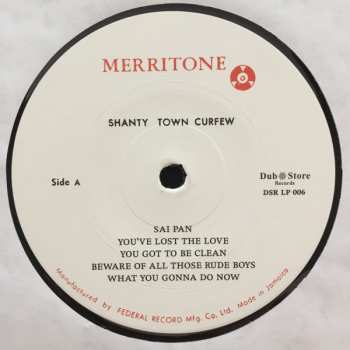 MERRITONE
SHANTY TOWN CURFEW
Side A
Dub Store
Records
DSR LP 006
SAI PAN
YOU'VE LOST THE LOVE
YOU GOT TO BE CLEAN
BEWARE OF ALL THOSE RUDE BOYS
WHAT YOU GONNA DO NOW
Manufactured by FEDERAL RECORD Mfg. Co. Ltd. Made in Jamaica